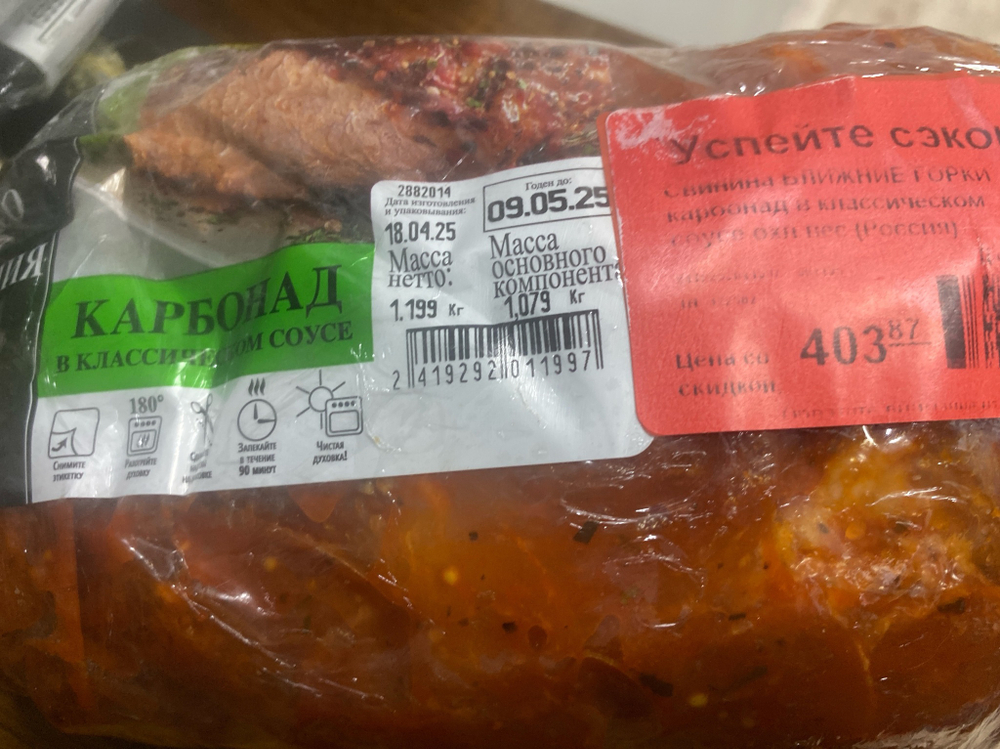 КАРБОНАД
В КЛАССИЧЕСКОМ СОУСЕ
Снимите
этикетку
180°
духовку
Запекайте
в течение
90 минут
Чистая
духовка!
2882014
Дата изготовления
и упаковывания:
18.04.25
Масса
нетто:
1.199 Кг
Годен до:
09.05.25
Масса
основного
компонента
1,079 Кг
2 419292 011997
Успейте сэко
Свинина БЛИЖНИЕ ГОРКИ
карбонад в классическом
соусе охл вес (Россия)
Цена со
скидкой
403 87